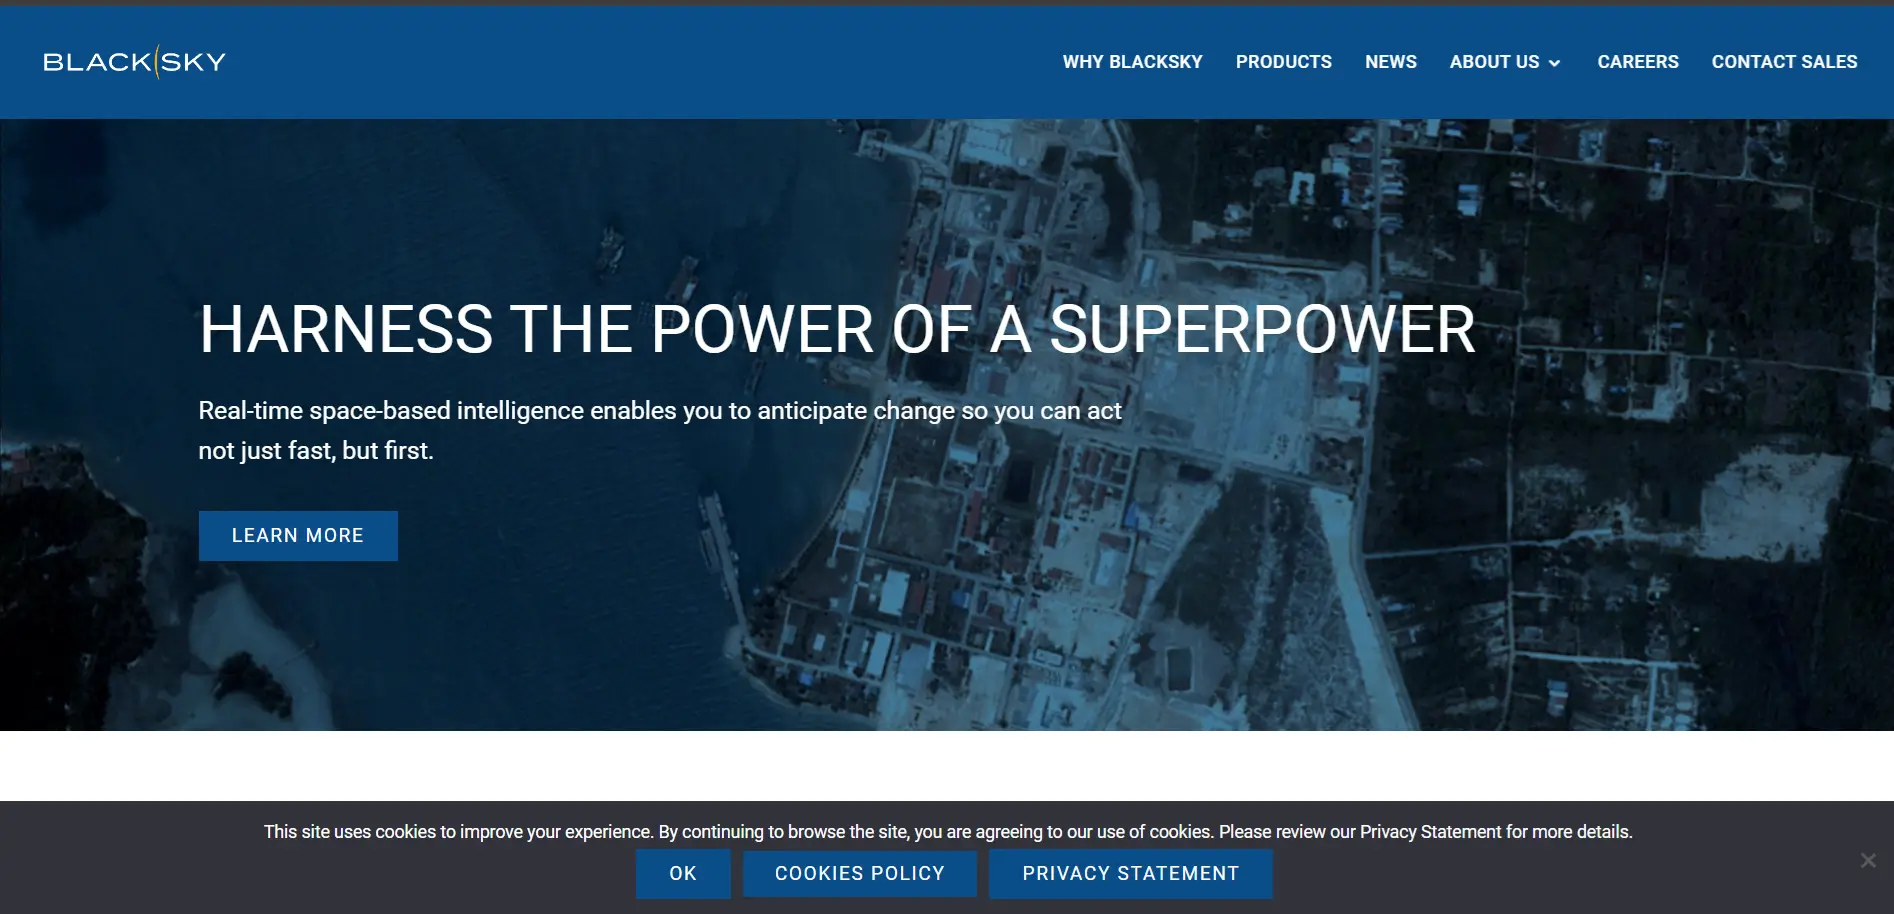 BLACK SKY
WHY BLACKSKY PRODUCTS NEWS ABOUT US CAREERS CONTACT SALES
HARNESS THE POWER OF A SUPERPOWER
Real-time space-based intelligence enables you to anticipate change so you can act
not just fast, but first.
LEARN MORE
This site uses cookies to improve your experience. By continuing to browse the site, you are agreeing to our use of cookies. Please review our Privacy Statement for more details.
OK COOKIES POLICY PRIVACY STATEMENT